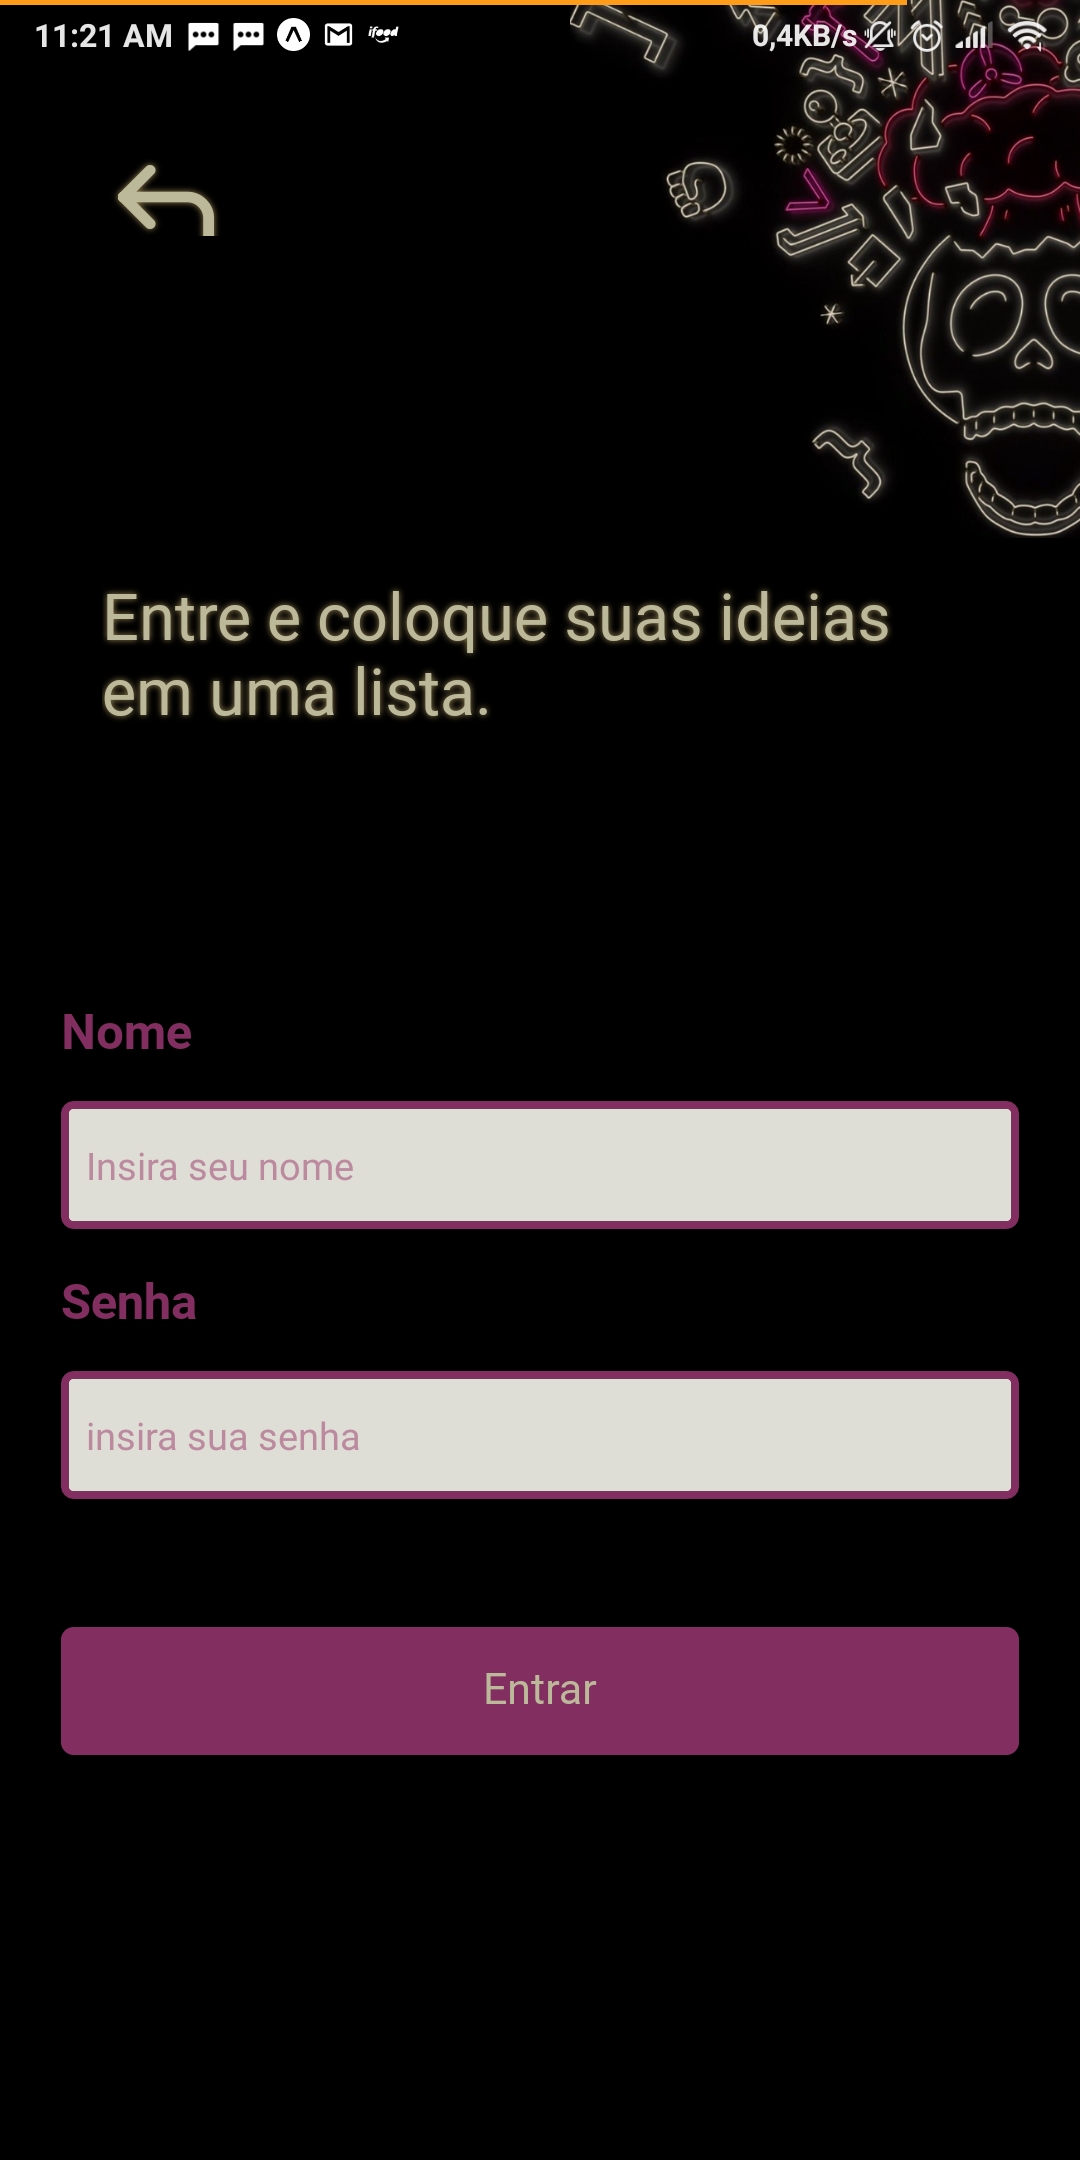 11:21 AM ifood 0,4KB/s
Entre e coloque suas ideias
em uma lista.
Nome
Insira seu nome
Senha
insira sua senha
Entrar